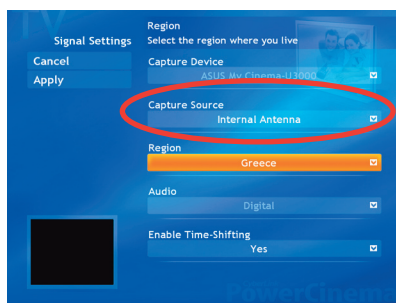 TV
Signal Settings
Cancel
Apply
Region
Select the region where you live
Capture Device
ASUS My Cinema-U3000
Capture Source
Internal Antenna
Region
Greece
Audio
Digital
Enable Time-Shifting
Yes
PowerCinema